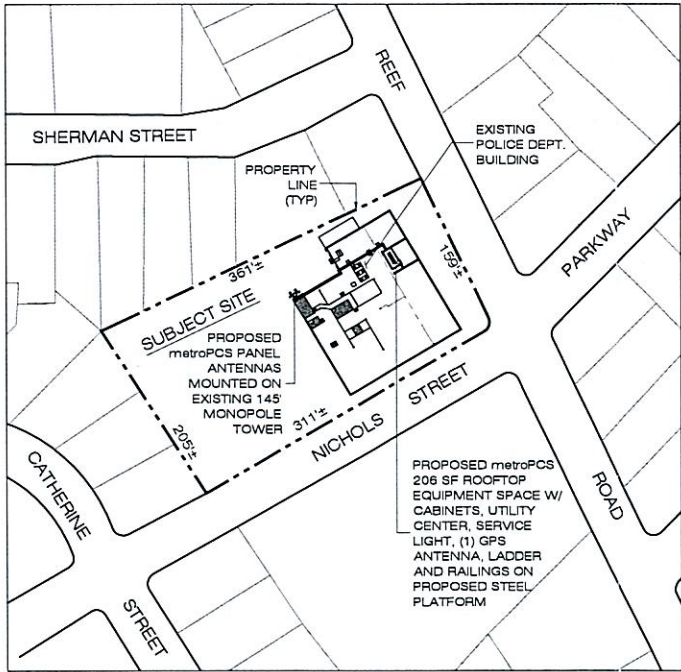 REEF
SHERMAN STREET
EXISTING
POLICE DEPT.
BUILDING
PROPERTY
LINE
(TYP)
PARKWAY
361'±
159'±
SUBJECT SITE
PROPOSED
metroPCS PANEL
ANTENNAS
MOUNTED ON
EXISTING 145'
MONOPOLE
TOWER
205'±
311'±
NICHOLS STREET
CATHERINE
STREET
PROPOSED metroPCS
206 SF ROOFTOP
EQUIPMENT SPACE W/
CABINETS, UTILITY
CENTER, SERVICE
LIGHT, (1) GPS
ANTENNA, LADDER
AND RAILINGS ON
PROPOSED STEEL
PLATFORM
ROAD